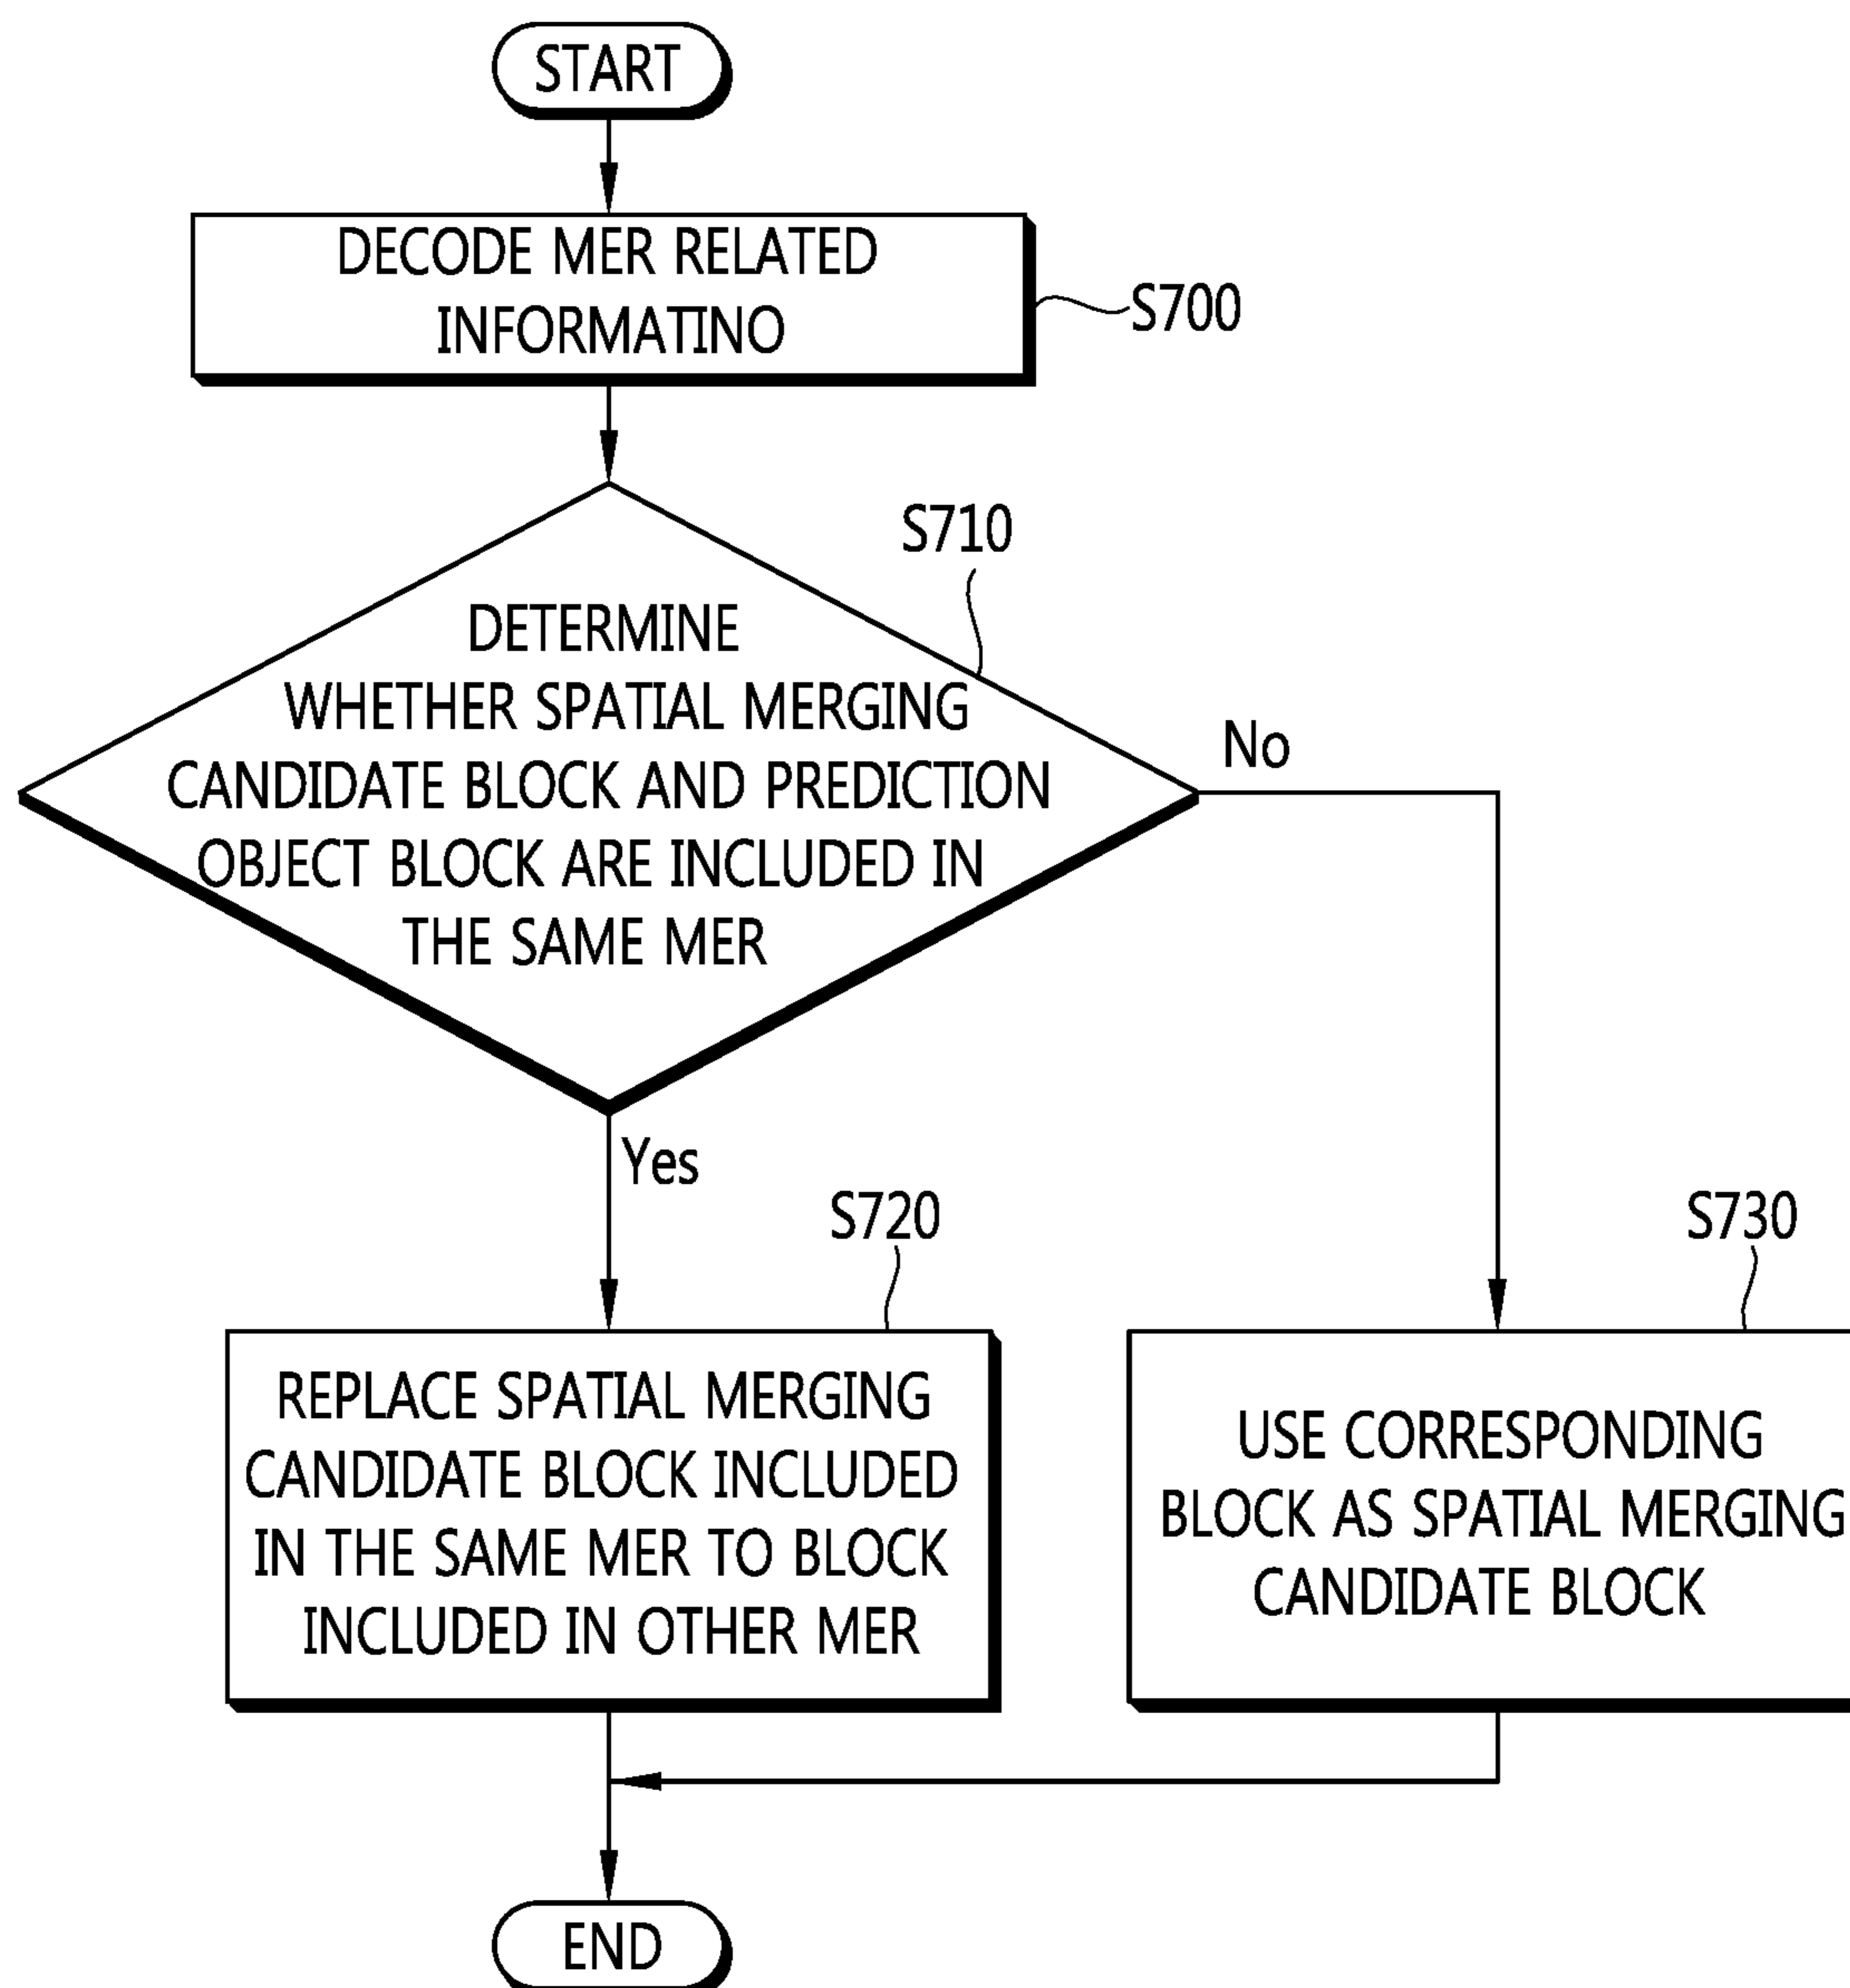 START
DECODE MER RELATED
INFORMATINO
S700
S710
DETERMINE
WHETHER SPATIAL MERGING
CANDIDATE BLOCK AND PREDICTION
OBJECT BLOCK ARE INCLUDED IN
THE SAME MER
No
Yes
S720
REPLACE SPATIAL MERGING
CANDIDATE BLOCK INCLUDED
IN THE SAME MER TO BLOCK
INCLUDED IN OTHER MER
S730
USE CORRESPONDING
BLOCK AS SPATIAL MERGING
CANDIDATE BLOCK
END